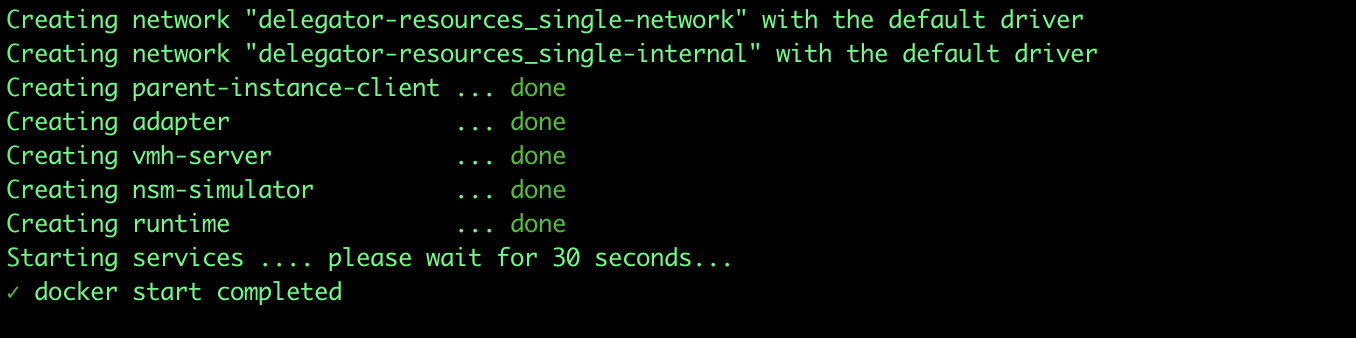 Creating network "delegator-resources_single-network" with the default driver
Creating network "delegator-resources_single-internal" with the default driver
Creating parent-instance-client ... done
Creating adapter                ... done
Creating vmh-server             ... done
Creating nsm-simulator          ... done
Creating runtime                ... done
Starting services .... please wait for 30 seconds...
✓ docker start completed